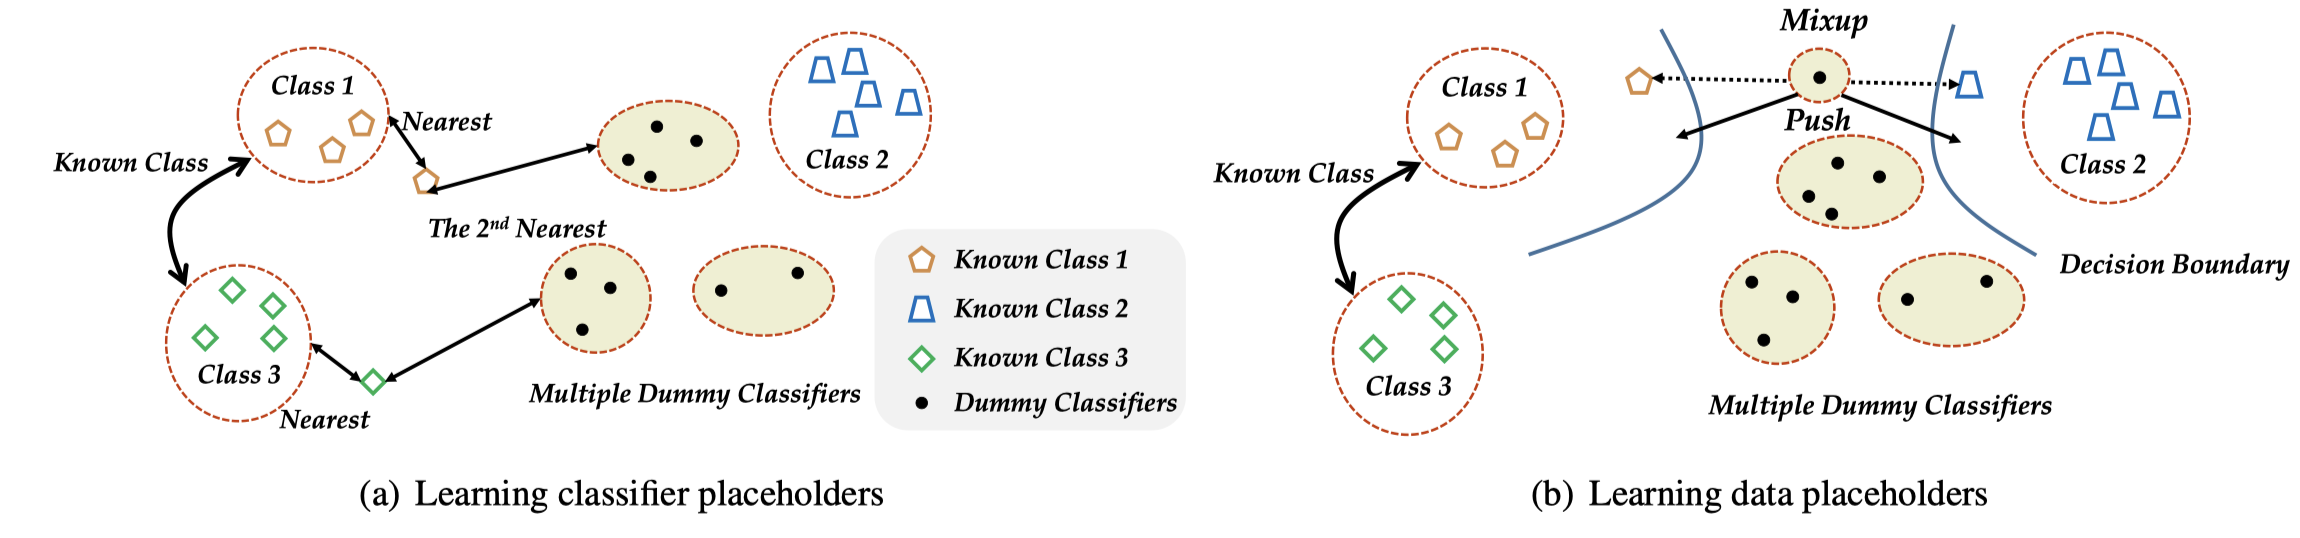 Class 1
Nearest
Known Class
Class 2
The 2nd Nearest
Class 3
Nearest
Multiple Dummy Classifiers
Known Class 1
Known Class 2
Known Class 3
Dummy Classifiers
(a) Learning classifier placeholders
Mixup
Class 1
Push
Known Class
Class 2
Decision Boundary
Class 3
Multiple Dummy Classifiers
(b) Learning data placeholders